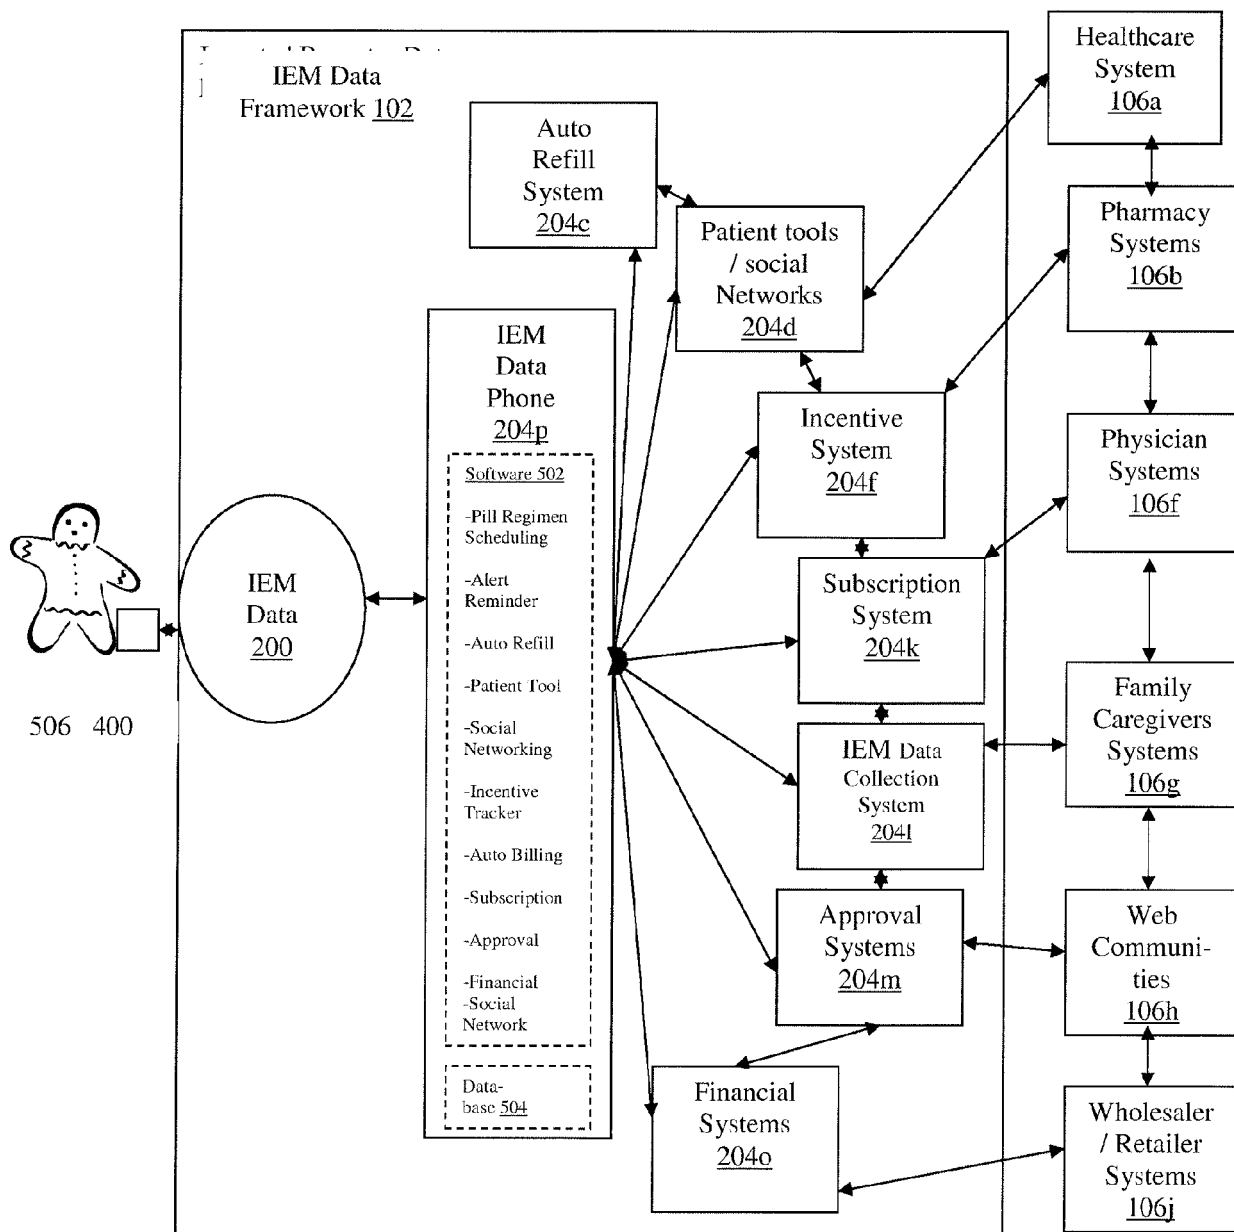 IEM Data
Framework 102
Auto
Refill
System
204c
Patient tools
/ social
Networks
204d
IEM
Data
Phone
204p
Software 502
-Pill Regimen
Scheduling
-Alert
Reminder
-Auto Refill
-Patient Tool
-Social
Networking
-Incentive
Tracker
-Auto Billing
-Subscription
-Approval
-Financial
-Social
Network
Data-
base 504
IEM
Data
200
506 400
Incentive
System
204f
Subscription
System
204k
IEM Data
Collection
System
204l
Approval
Systems
204m
Financial
Systems
204o
Healthcare
System
106a
Pharmacy
Systems
106b
Physician
Systems
106f
Family
Caregivers
Systems
106g
Web
Communi-
ties
106h
Wholesaler
/ Retailer
Systems
106j